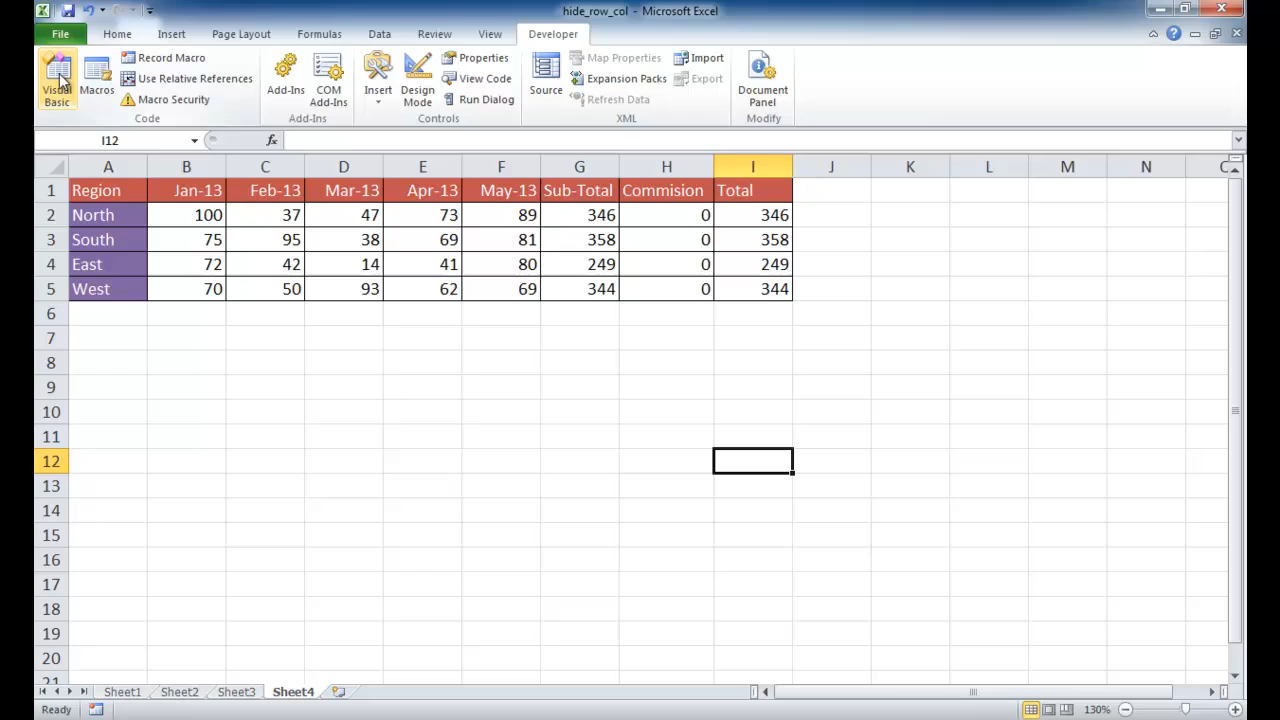 hide_row_col - Microsoft Excel
File Home Insert Page Layout Formulas Data Review View Developer
Visual Basic
Macros
Record Macro
Use Relative References
Macro Security
Code
Add-Ins
COM Add-Ins
Add-Ins
Insert
Design Mode
Properties
View Code
Run Dialog
Controls
Source
Map Properties
Expansion Packs
Refresh Data
Import
Export
XML
Document Panel
Modify
I12 fx
A B C D E F G H I J K L M N
1 Region Jan-13 Feb-13 Mar-13 Apr-13 May-13 Sub-Total Commision Total
2 North 100 37 47 73 89 346 0 346
3 South 75 95 38 69 81 358 0 358
4 East 72 42 14 41 80 249 0 249
5 West 70 50 93 62 69 344 0 344
6
7
8
9
10
11
12
13
14
15
16
17
18
19
20
21
Sheet1 Sheet2 Sheet3 Sheet4
Ready 130%